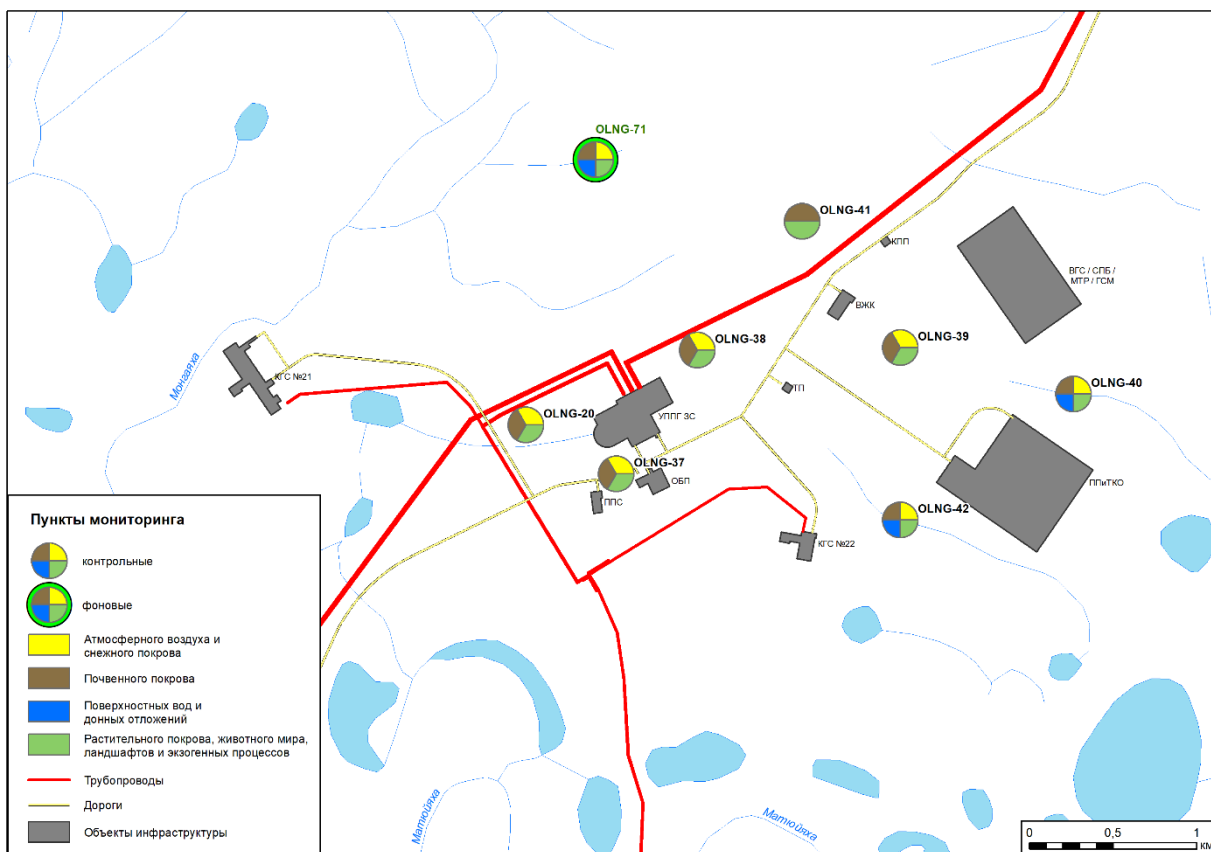 OLNG-71
OLNG-41
КПП
ВГС / СПБ /
МТР / ГСМ
ВЖК
OLNG-38
OLNG-39
Монгаяха
КГС №21
ТП
OLNG-40
OLNG-20
УППГ 3С
OLNG-37
ОБП
ППиТКО
ППС
OLNG-42
КГС №22
Пункты мониторинга
контрольные
фоновые
Атмосферного воздуха и
снежного покрова
Почвенного покрова
Поверхностных вод и
донных отложений
Растительного покрова, животного мира,
ландшафтов и экзогенных процессов
Трубопроводы
Дороги
Объекты инфраструктуры
Матюйяха
Матюйяха
0 0,5 1
КМ